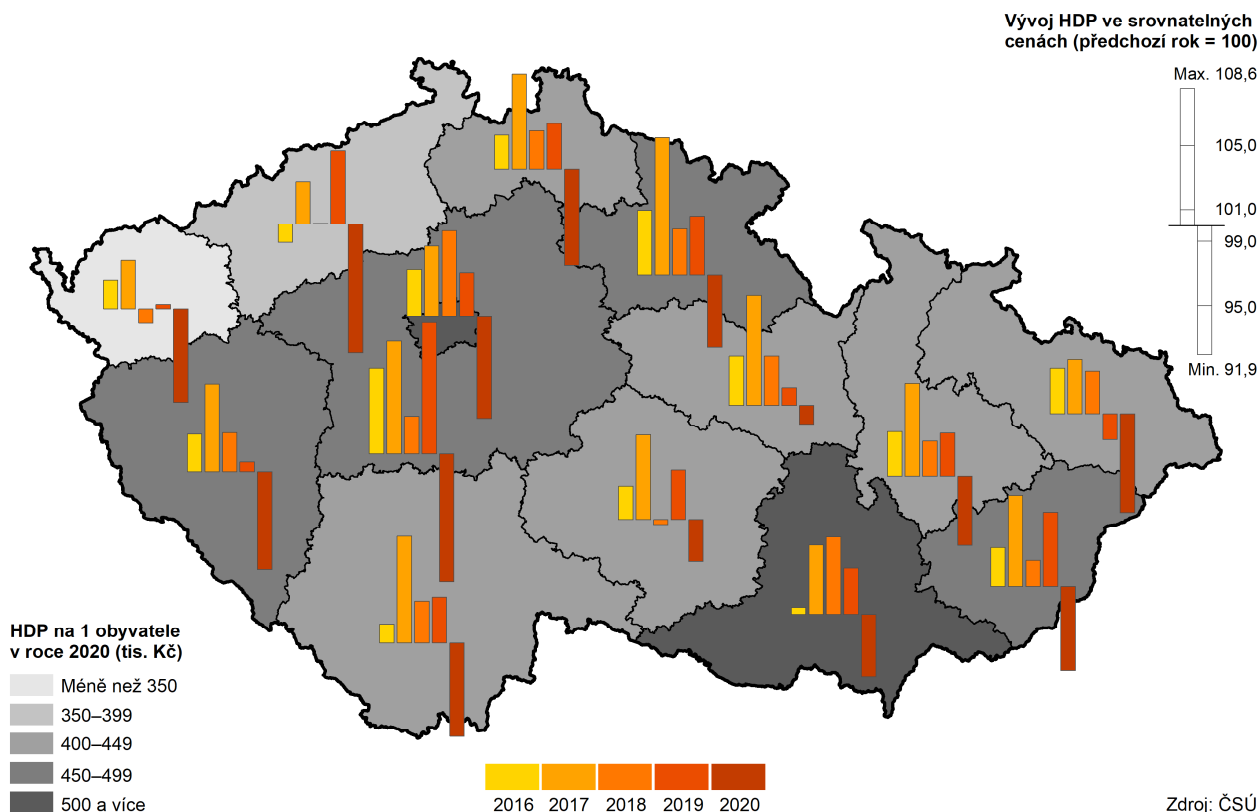 Vývoj HDP ve srovnatelných
cenách (předchozí rok = 100)
Max. 108,6
105,0
101,0
99,0
95,0
Min. 91,9
HDP na 1 obyvatele
v roce 2020 (tis. Kč)
Méně než 350
350–399
400–449
450–499
500 a více
2016 2017 2018 2019 2020
Zdroj: ČSÚ